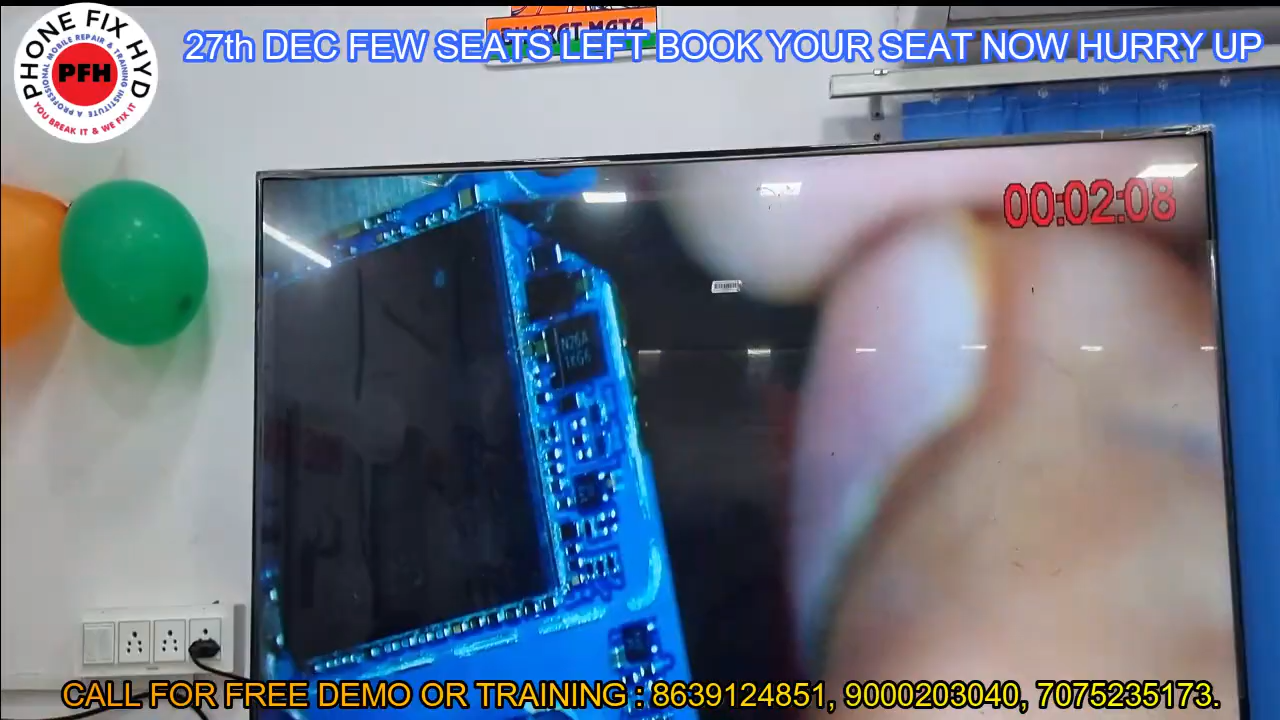 PHONE FIX HYD
A PROFESSIONAL MOBILE REPAIR & TRAINING INSTITUTE
PFH
YOU BREAK IT & WE FIX IT
BHARAT MATA
27th DEC FEW SEATS LEFT BOOK YOUR SEAT NOW HURRY UP
00:02:08
N76A
CALL FOR FREE DEMO OR TRAINING : 8639124851, 9000203040, 7075235173.